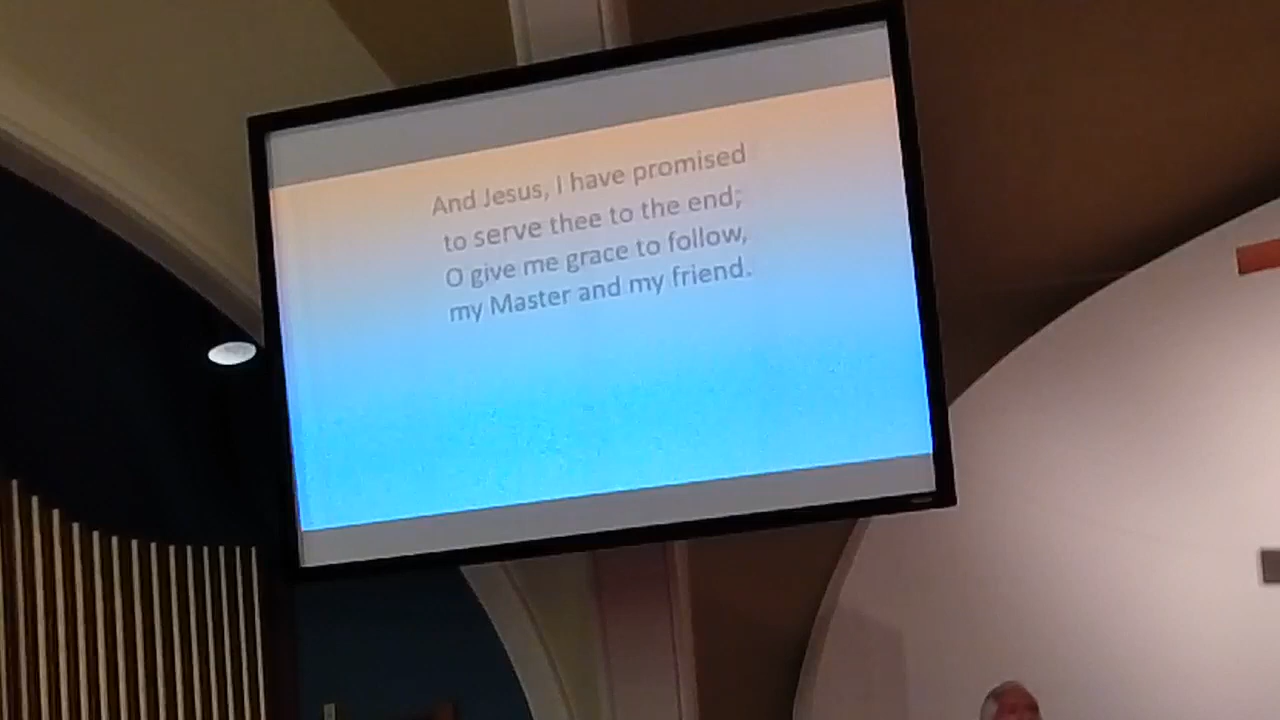 And Jesus, I have promised
to serve thee to the end;
O give me grace to follow,
my Master and my friend.